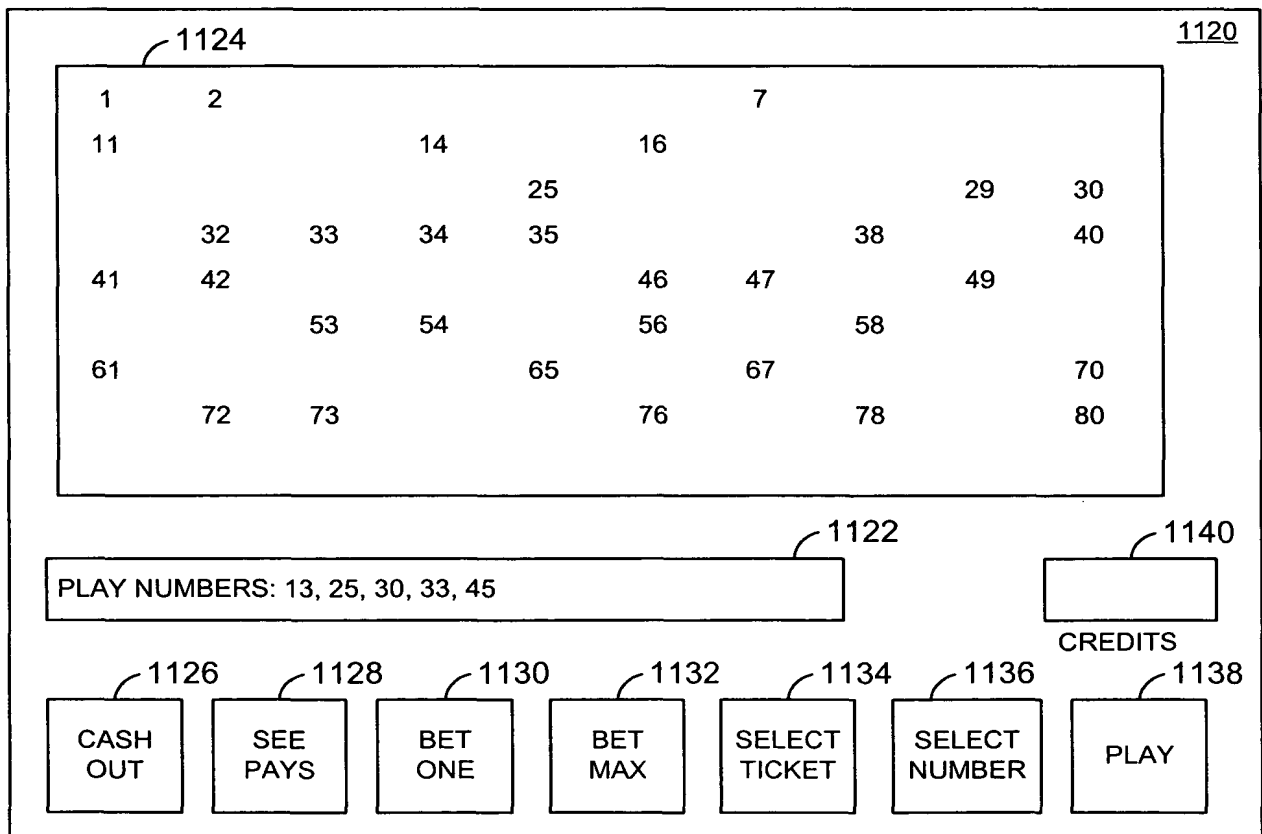 1120
1124
1 2 7
11 14 16
25 29 30
32 33 34 35 38 40
41 42 46 47 49
53 54 56 58
61 65 67 70
72 73 76 78 80
1122
1140
PLAY NUMBERS: 13, 25, 30, 33, 45
CREDITS
1126 1128 1130 1132 1134 1136 1138
CASH OUT
SEE PAYS
BET ONE
BET MAX
SELECT TICKET
SELECT NUMBER
PLAY